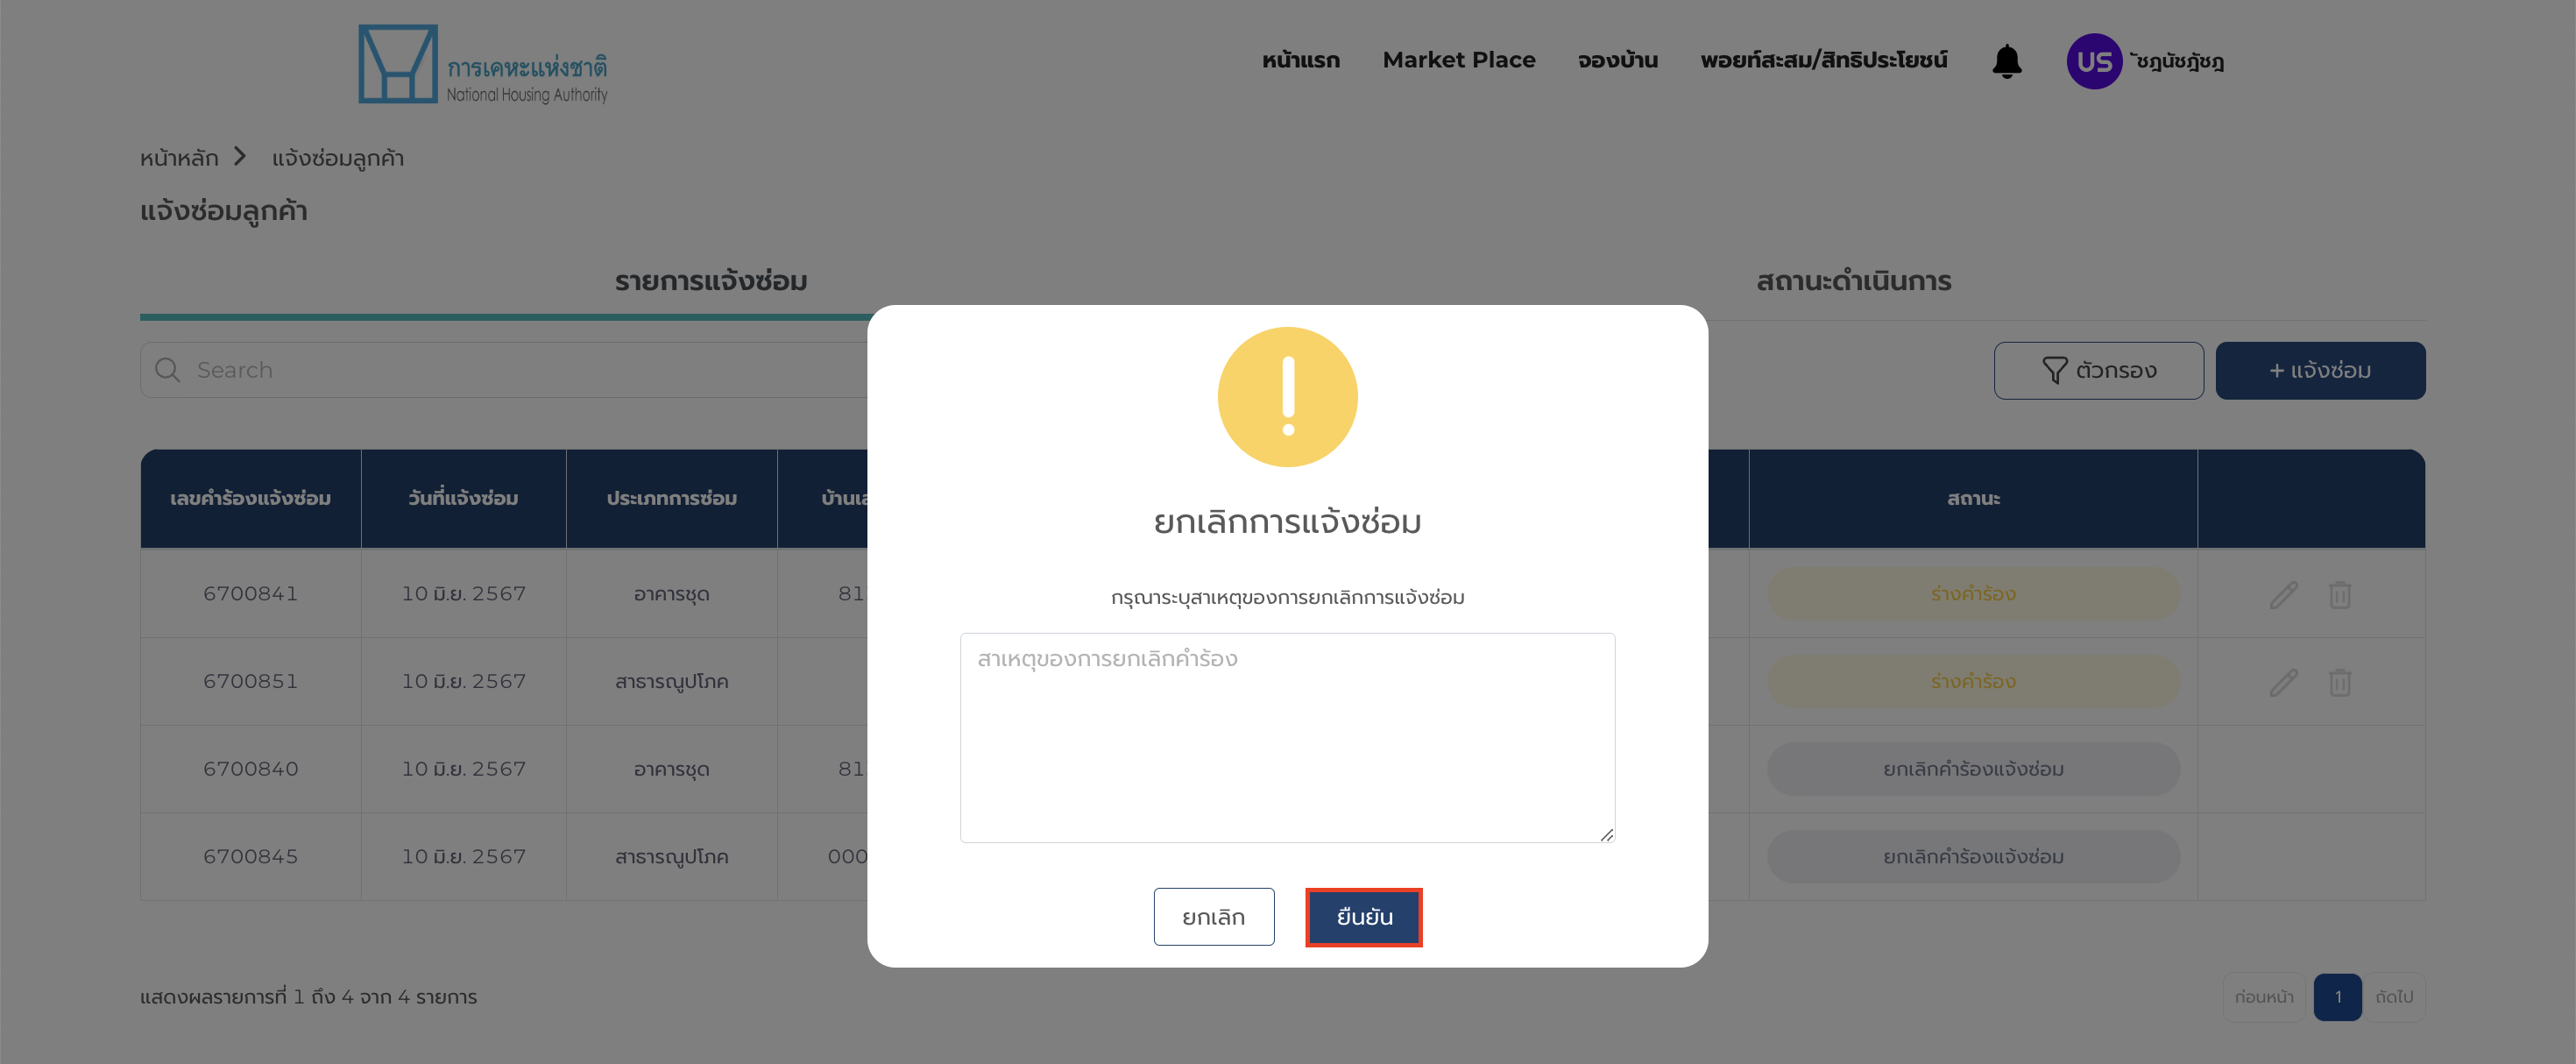 การเคหะแห่งชาติ
National Housing Authority
หน้าแรก Market Place จองบ้าน พอยท์สะสม/สิทธิประโยชน์ US ัชฎนัชฎัชฎ
หน้าหลัก > แจ้งซ่อมลูกค้า
แจ้งซ่อมลูกค้า
รายการแจ้งซ่อม สถานะดำเนินการ
Search ตัวกรอง + แจ้งซ่อม
เลขคำร้องแจ้งซ่อม วันที่แจ้งซ่อม ประเภทการซ่อม สถานะ
6700841 10 มิ.ย. 2567 อาคารชุด 81 ร่างคำร้อง
6700851 10 มิ.ย. 2567 สาธารณูปโภค ร่างคำร้อง
6700840 10 มิ.ย. 2567 อาคารชุด 81 ยกเลิกคำร้องแจ้งซ่อม
6700845 10 มิ.ย. 2567 สาธารณูปโภค 000 ยกเลิกคำร้องแจ้งซ่อม
ยกเลิกการแจ้งซ่อม
กรุณาระบุสาเหตุของการยกเลิกการแจ้งซ่อม
สาเหตุของการยกเลิกคำร้อง
ยกเลิก ยืนยัน
แสดงผลรายการที่ 1 ถึง 4 จาก 4 รายการ ก่อนหน้า 1 ถัดไป